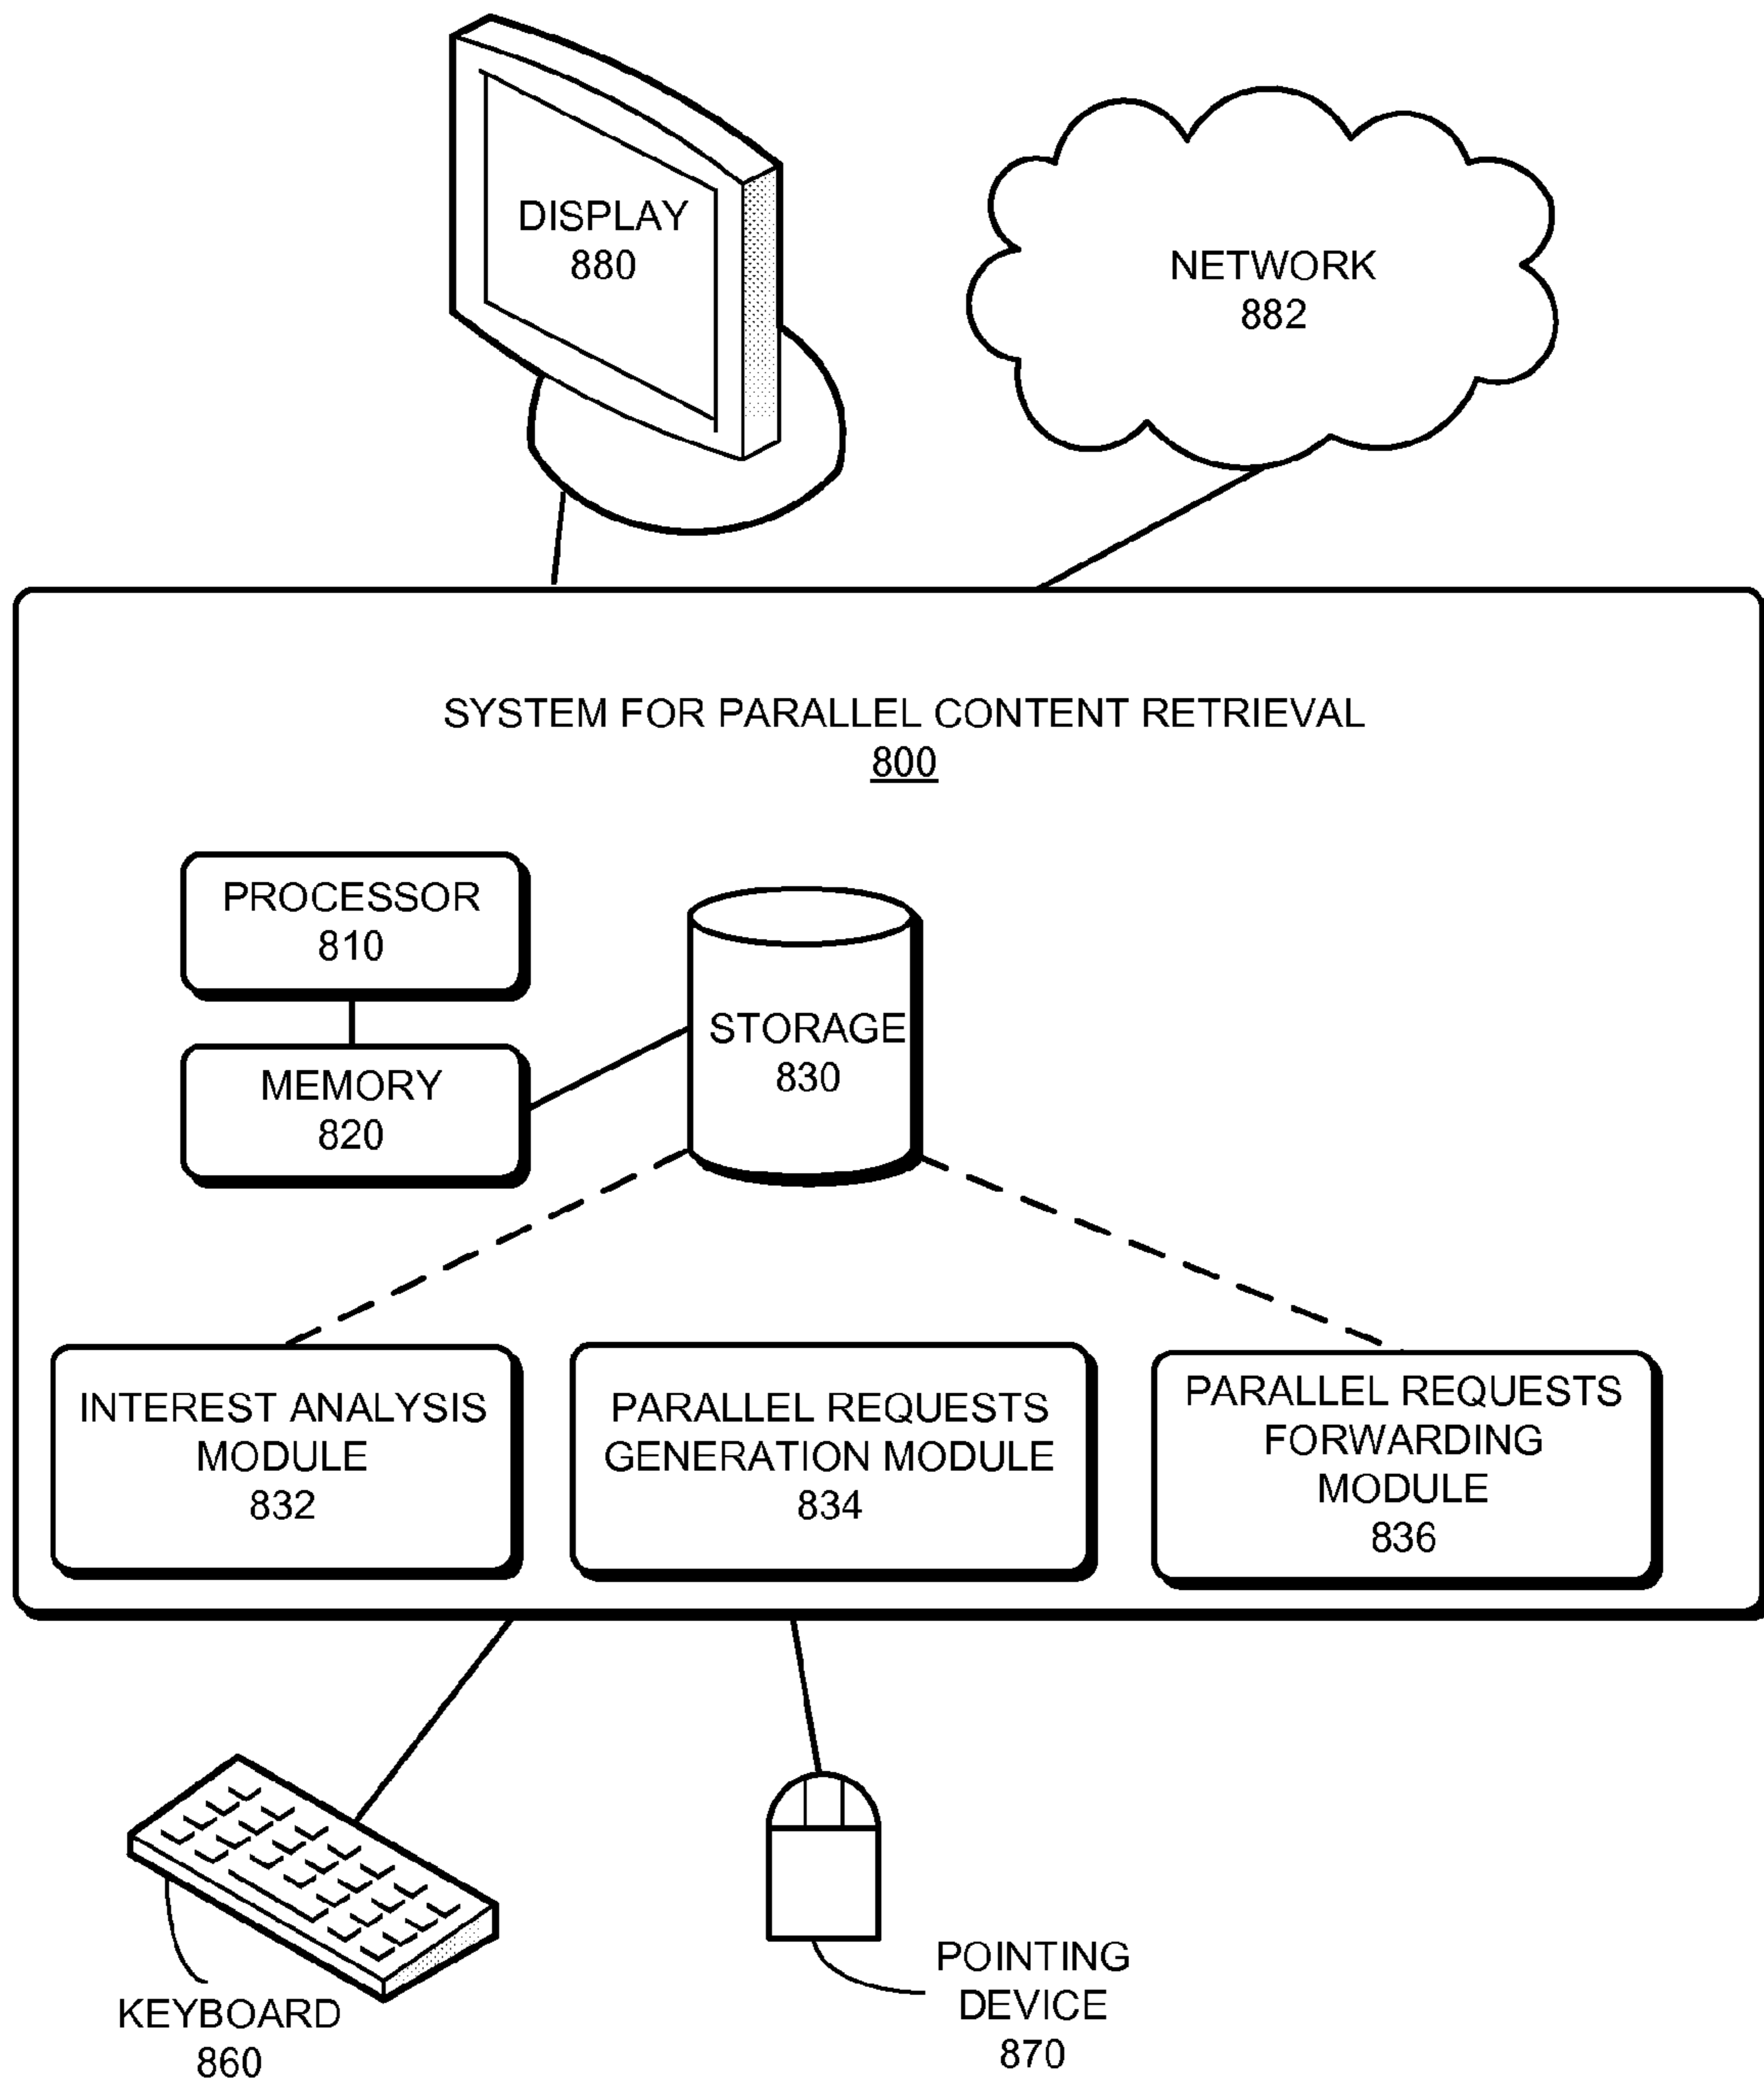 DISPLAY
880
NETWORK
882
SYSTEM FOR PARALLEL CONTENT RETRIEVAL
800
PROCESSOR
810
MEMORY
820
STORAGE
830
INTEREST ANALYSIS
MODULE
832
PARALLEL REQUESTS
GENERATION MODULE
834
PARALLEL REQUESTS
FORWARDING
MODULE
836
KEYBOARD
860
POINTING
DEVICE
870